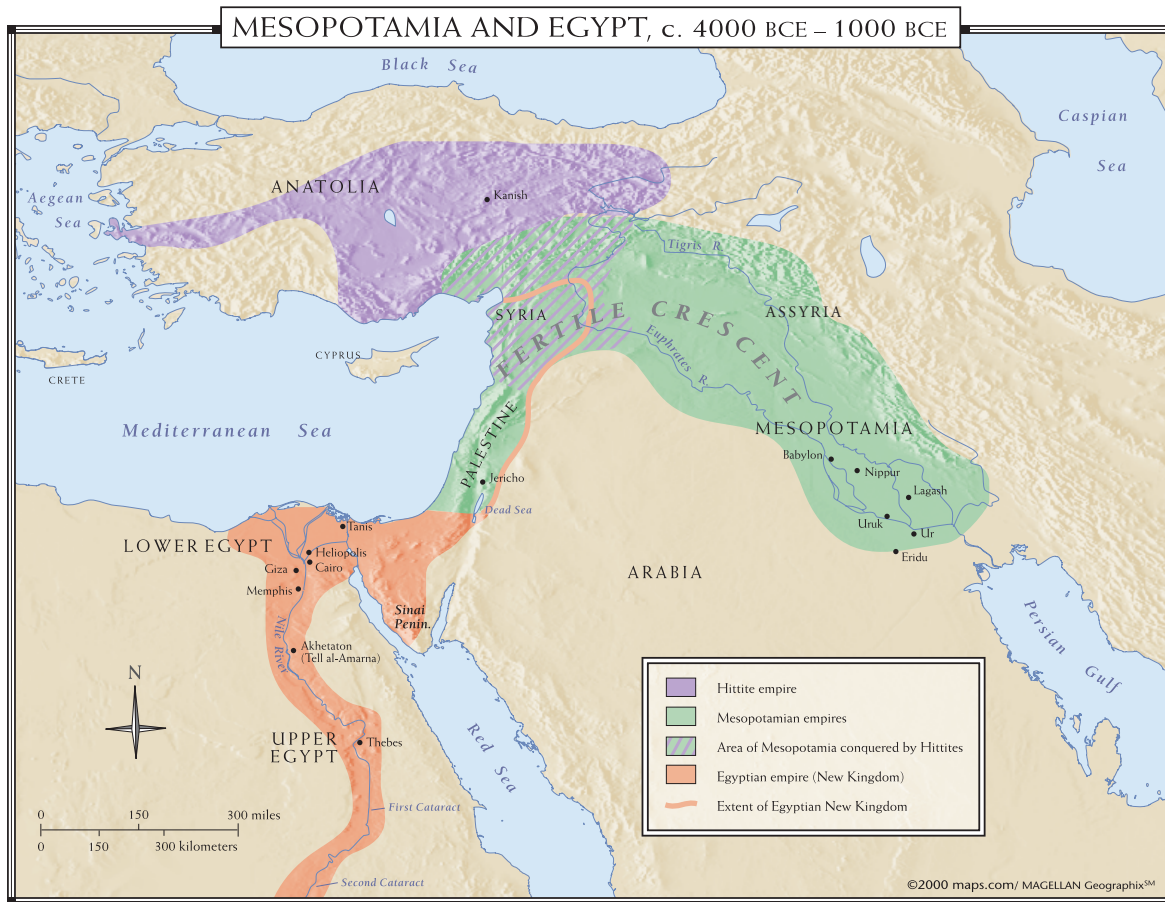 MESOPOTAMIA AND EGYPT, c. 4000 BCE – 1000 BCE
Black Sea
Caspian
Sea
ANATOLIA
Kanish
Aegean
Sea
Tigris R.
SYRIA
FERTILE CRESCENT
ASSYRIA
Euphrates R.
CYPRUS
CRETE
Mediterranean Sea
PALESTINE
MESOPOTAMIA
Babylon
Nippur
Jericho
Lagash
Dead Sea
Uruk
Ur
Eridu
Tanis
LOWER EGYPT
Heliopolis
Cairo
Giza
Memphis
ARABIA
Sinai
Penin.
Nile River
Akhetaton
(Tell al-Amarna)
Persian Gulf
N
Red Sea
UPPER
EGYPT
Thebes
First Cataract
Second Cataract
0 150 300 miles
0 150 300 kilometers
Hittite empire
Mesopotamian empires
Area of Mesopotamia conquered by Hittites
Egyptian empire (New Kingdom)
Extent of Egyptian New Kingdom
©2000 maps.com/ MAGELLAN Geographix℠